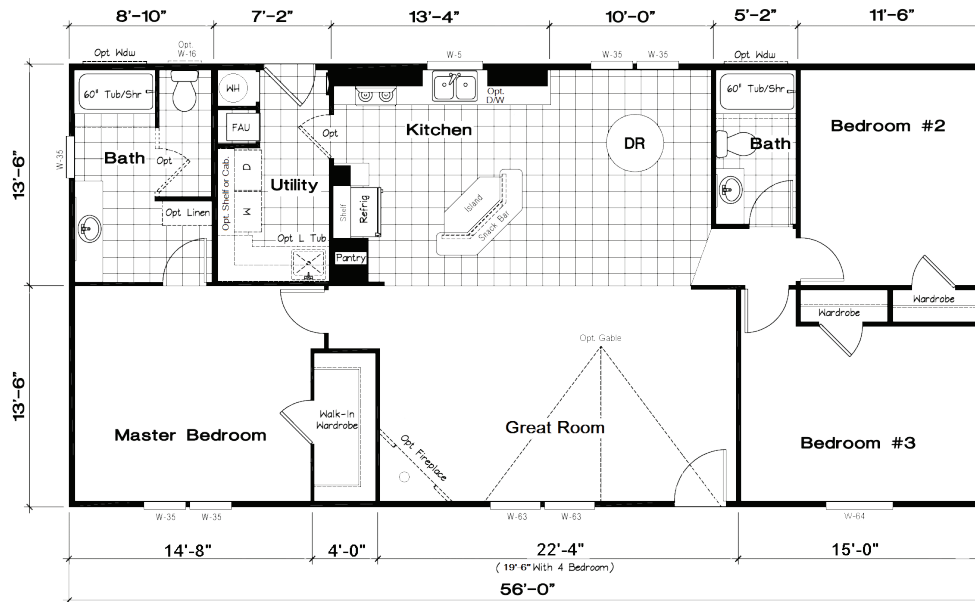 8'-10"
7'-2"
13'-4"
10'-0"
5'-2"
11'-6"
Opt Wdw
Opt.
W-16
W-5
W-35
W-35
Opt Wdw
60" Tub/Shr
WH
Opt.
D/W
60" Tub/Shr
FAU
Opt
Kitchen
DR
Bath
Bedroom #2
13'-6"
W-35
Bath
Opt
Opt. Shelf or Cab.
D
Utility
M
Shelf
Refrig
Island
Snack Bar
Opt Linen
Opt L Tub
Pantry
Wardrobe
Wardrobe
Opt. Gable
13'-6"
Walk-In
Wardrobe
Master Bedroom
Great Room
Opt Fireplace
Bedroom #3
W-35
W-35
W-63
W-63
W-64
14'-8"
4'-0"
22'-4"
15'-0"
( 19'-6" With 4 Bedroom )
56'-0"